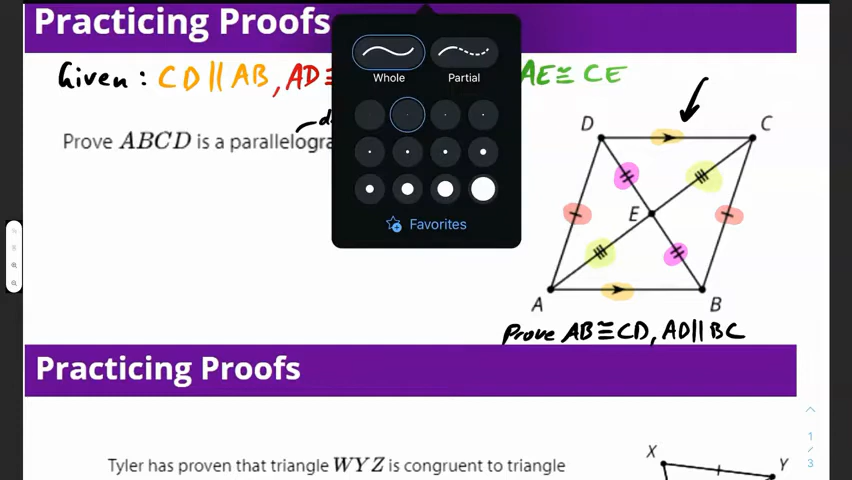 Practicing Proofs
Whole
Partial
Given: CD || AB, AD ≅
AE ≅ CE
Prove ABCD is a parallelogra
Favorites
D
C
E
A
B
Prove AB ≅ CD, AD || BC
Practicing Proofs
1
/
3
Tyler has proven that triangle WYZ is congruent to triangle
X
Y